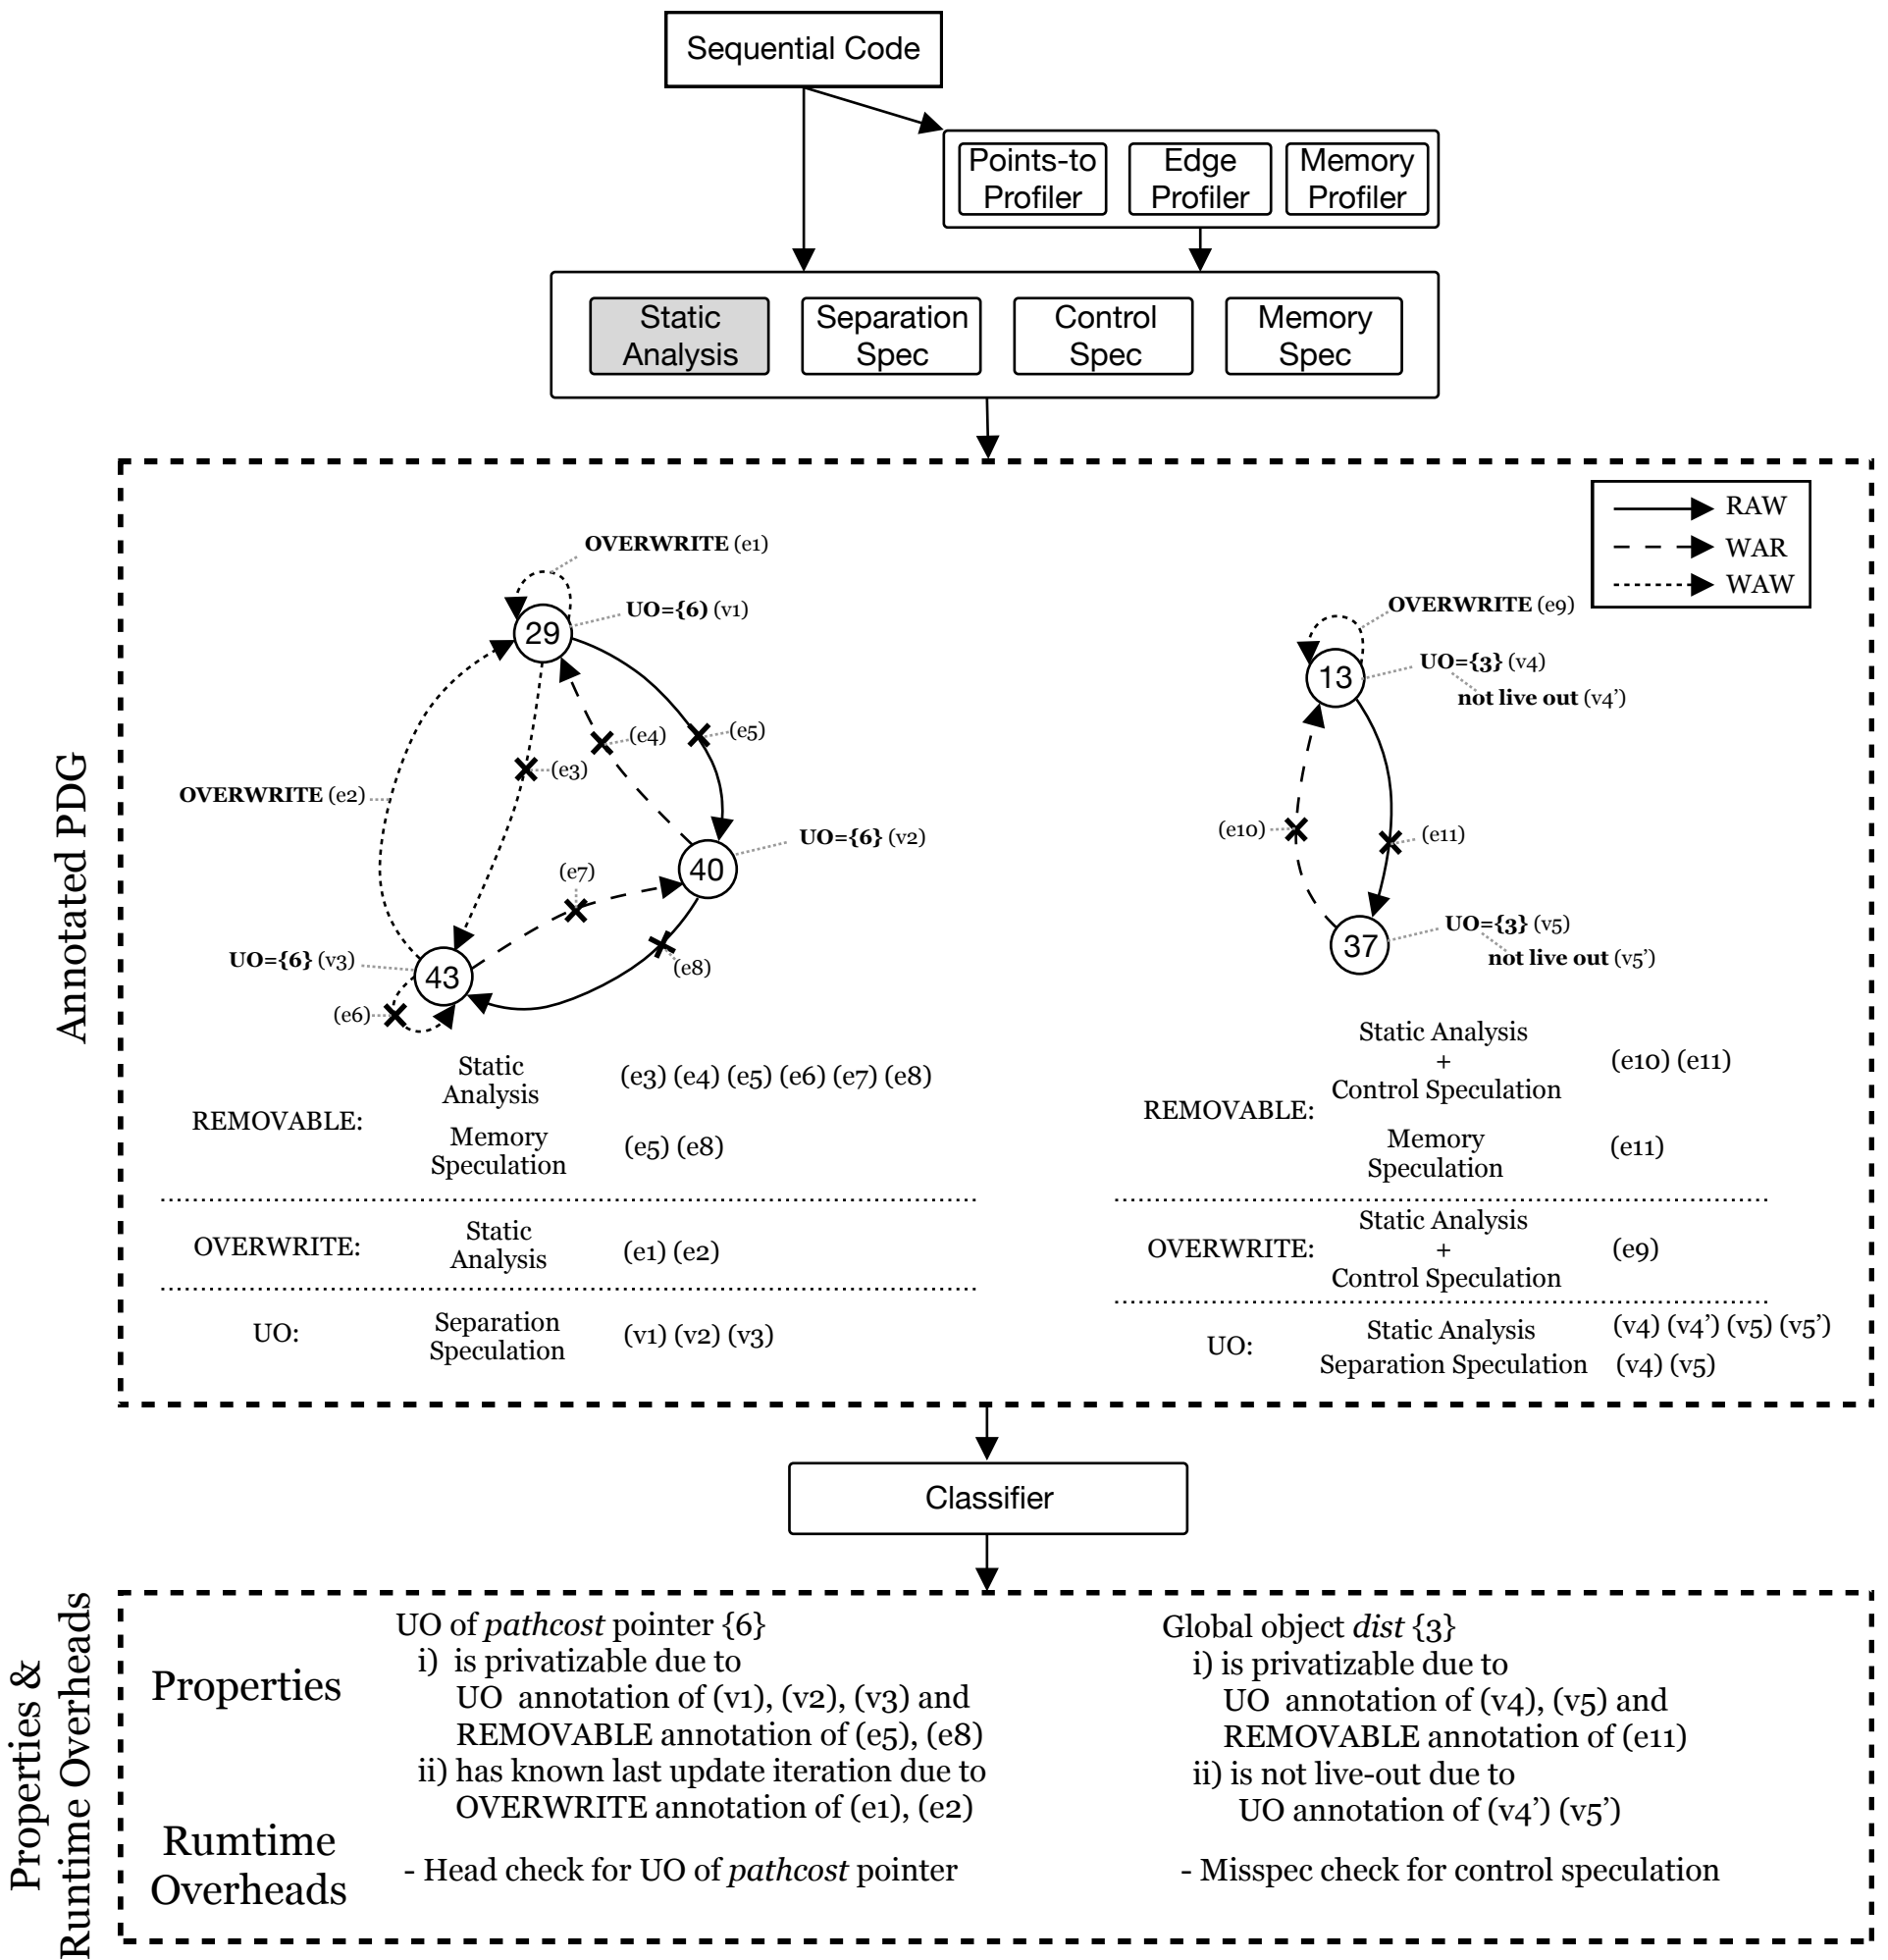 Sequential Code
Points-to
Profiler
Edge
Profiler
Memory
Profiler
Static
Analysis
Separation
Spec
Control
Spec
Memory
Spec
Annotated PDG
RAW
WAR
WAW
OVERWRITE (e1)
UO={6) (v1)
29
(e4)
(e5)
(e3)
OVERWRITE (e2)
UO={6} (v2)
40
(e7)
UO={6} (v3)
43
(e8)
(e6)
OVERWRITE (e9)
UO={3} (v4)
13
not live out (v4’)
(e10)
(e11)
UO={3} (v5)
37
not live out (v5’)
REMOVABLE:
Static
Analysis
(e3) (e4) (e5) (e6) (e7) (e8)
Memory
Speculation
(e5) (e8)
OVERWRITE:
Static
Analysis
(e1) (e2)
UO:
Separation
Speculation
(v1) (v2) (v3)
REMOVABLE:
Static Analysis
+
Control Speculation
(e10) (e11)
Memory
Speculation
(e11)
OVERWRITE:
Static Analysis
+
Control Speculation
(e9)
UO:
Static Analysis
(v4) (v4’) (v5) (v5’)
Separation Speculation
(v4) (v5)
Classifier
Properties &
Runtime Overheads
Properties
UO of pathcost pointer {6}
i) is privatizable due to
UO annotation of (v1), (v2), (v3) and
REMOVABLE annotation of (e5), (e8)
ii) has known last update iteration due to
OVERWRITE annotation of (e1), (e2)
Global object dist {3}
i) is privatizable due to
UO annotation of (v4), (v5) and
REMOVABLE annotation of (e11)
ii) is not live-out due to
UO annotation of (v4’) (v5’)
Rumtime
Overheads
- Head check for UO of pathcost pointer
- Misspec check for control speculation